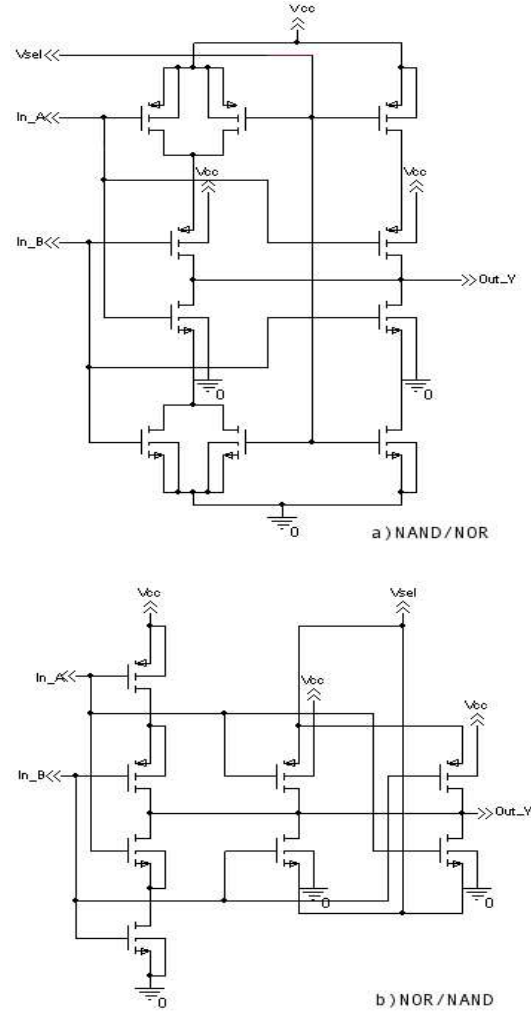 Vcc
Vsel
In_A
Vcc
Vcc
In_B
Out_Y
0
0
0
a)NAND/NOR
Vcc
Vsel
In_A
Vcc
Vcc
In_B
Out_Y
0
0
0
b)NOR/NAND